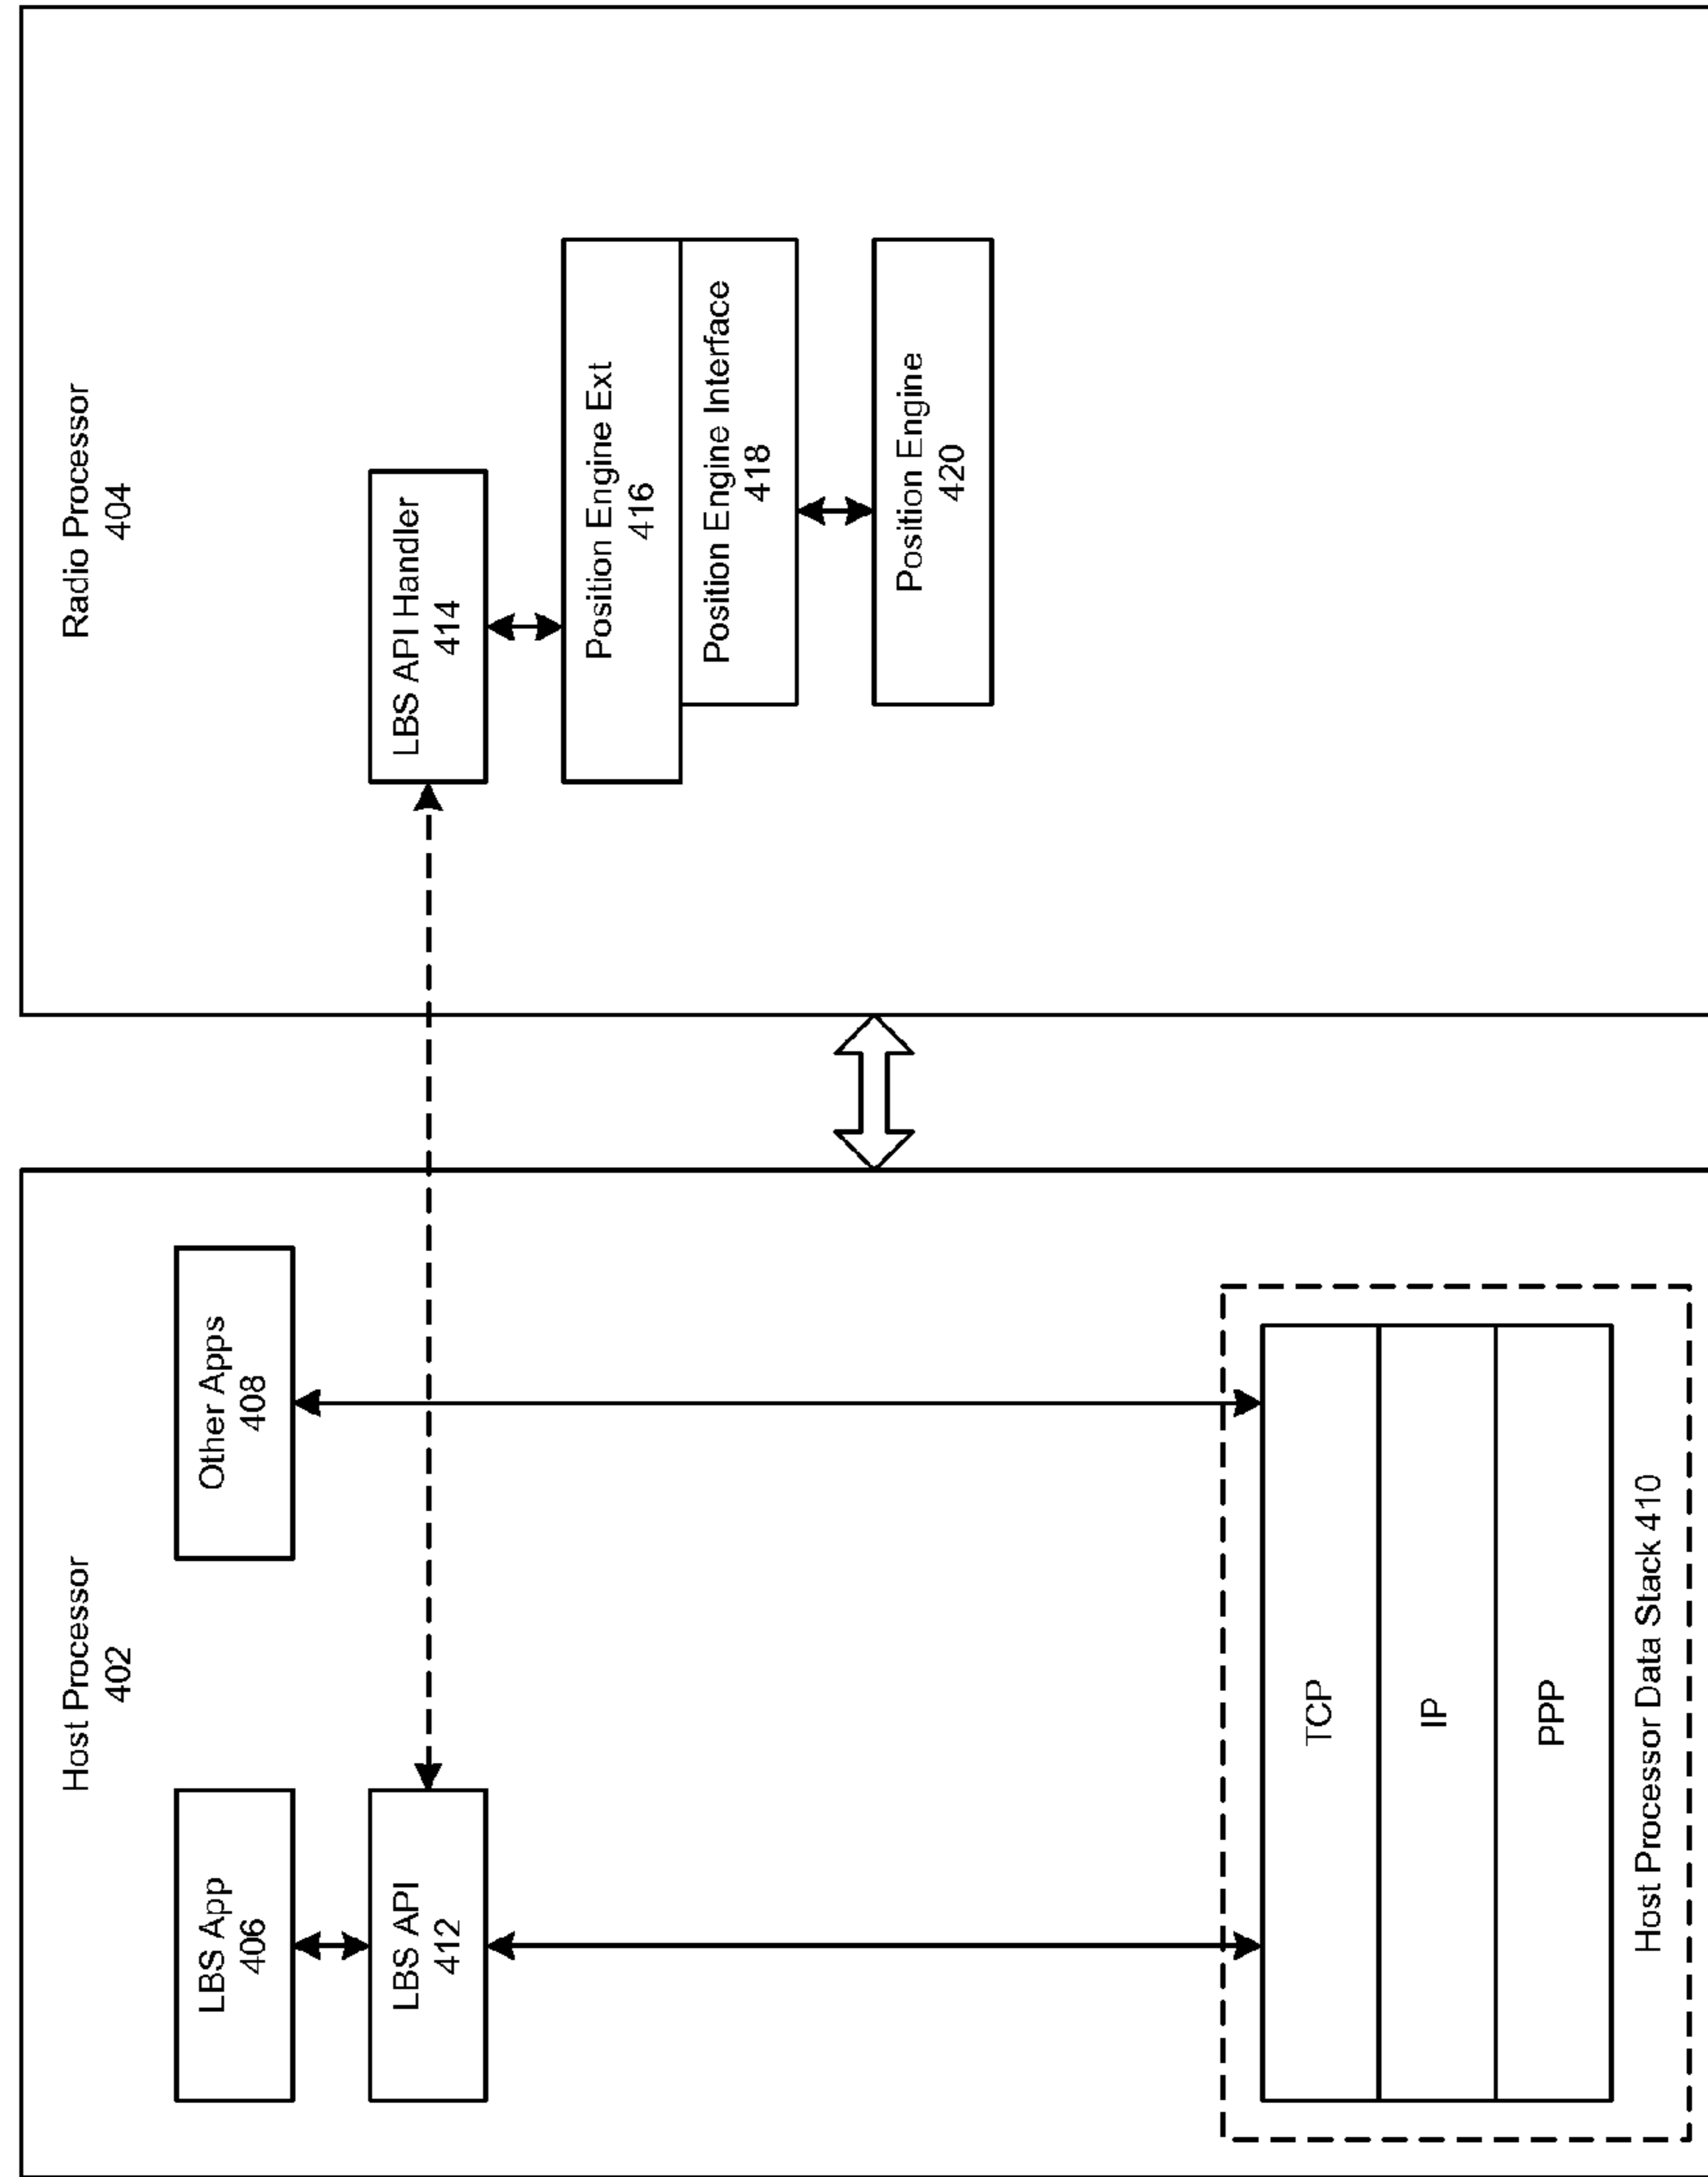 Host Processor
402
LBS App
406
Other Apps
408
LBS API
412
TCP
IP
PPP
Host Processor Data Stack 410
Radio Processor
404
LBS API Handler
414
Position Engine Ext
416
Position Engine Interface
418
Position Engine
420